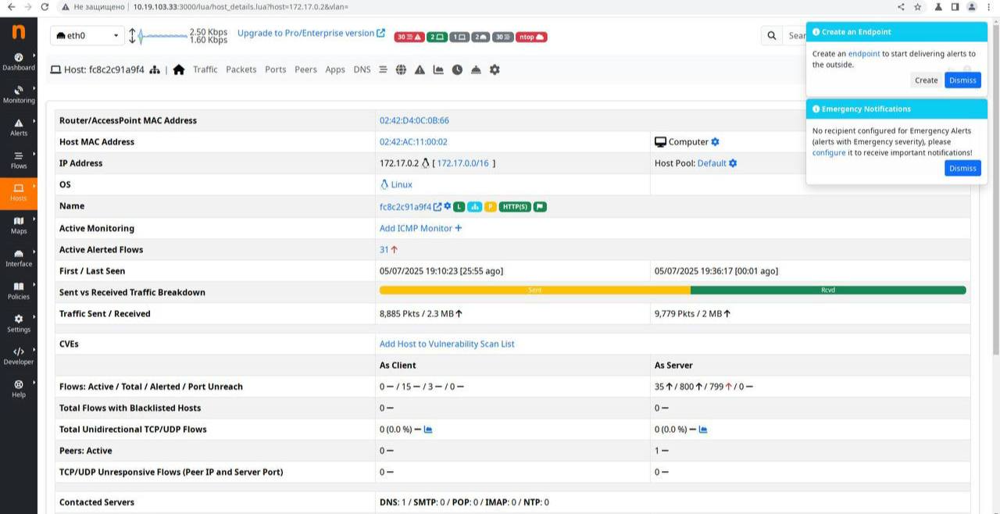 Не защищено | 10.19.103.33:3000/lua/host_details.lua?host=172.17.0.2&vlan=
eth0
2.50 Kbps
1.60 Kbps
Upgrade to Pro/Enterprise version
30 2 1 2 30 ntop
Sear
Create an Endpoint
Create an endpoint to start delivering alerts to
the outside.
Create Dismiss
Emergency Notifications
No recipient configured for Emergency Alerts
(alerts with Emergency severity), please
configure it to receive important notifications!
Dismiss
Dashboard
Monitoring
Alerts
Flows
Hosts
Maps
Interface
Policies
Settings
Developer
Help
Host: fc8c2c91a9f4 | Traffic Packets Ports Peers Apps DNS
Router/AccessPoint MAC Address 02:42:D4:0C:0B:66
Host MAC Address 02:42:AC:11:00:02 Computer
IP Address 172.17.0.2 [ 172.17.0.0/16 ] Host Pool: Default
OS Linux
Name fc8c2c91a9f4 L P HTTP(S)
Active Monitoring Add ICMP Monitor +
Active Alerted Flows 31 ↑
First / Last Seen 05/07/2025 19:10:23 [25:55 ago] 05/07/2025 19:36:17 [00:01 ago]
Sent vs Received Traffic Breakdown Sent Rcvd
Traffic Sent / Received 8,885 Pkts / 2.3 MB ↑ 9,779 Pkts / 2 MB ↑
CVEs Add Host to Vulnerability Scan List
As Client As Server
Flows: Active / Total / Alerted / Port Unreach 0 — / 15 — / 3 — / 0 — 35 ↑ / 800 ↑ / 799 ↑ / 0 —
Total Flows with Blacklisted Hosts 0 — 0 —
Total Unidirectional TCP/UDP Flows 0 (0.0 %) — 0 (0.0 %) —
Peers: Active 0 — 1 —
TCP/UDP Unresponsive Flows (Peer IP and Server Port) 0 — 0 —
Contacted Servers DNS: 1 / SMTP: 0 / POP: 0 / IMAP: 0 / NTP: 0